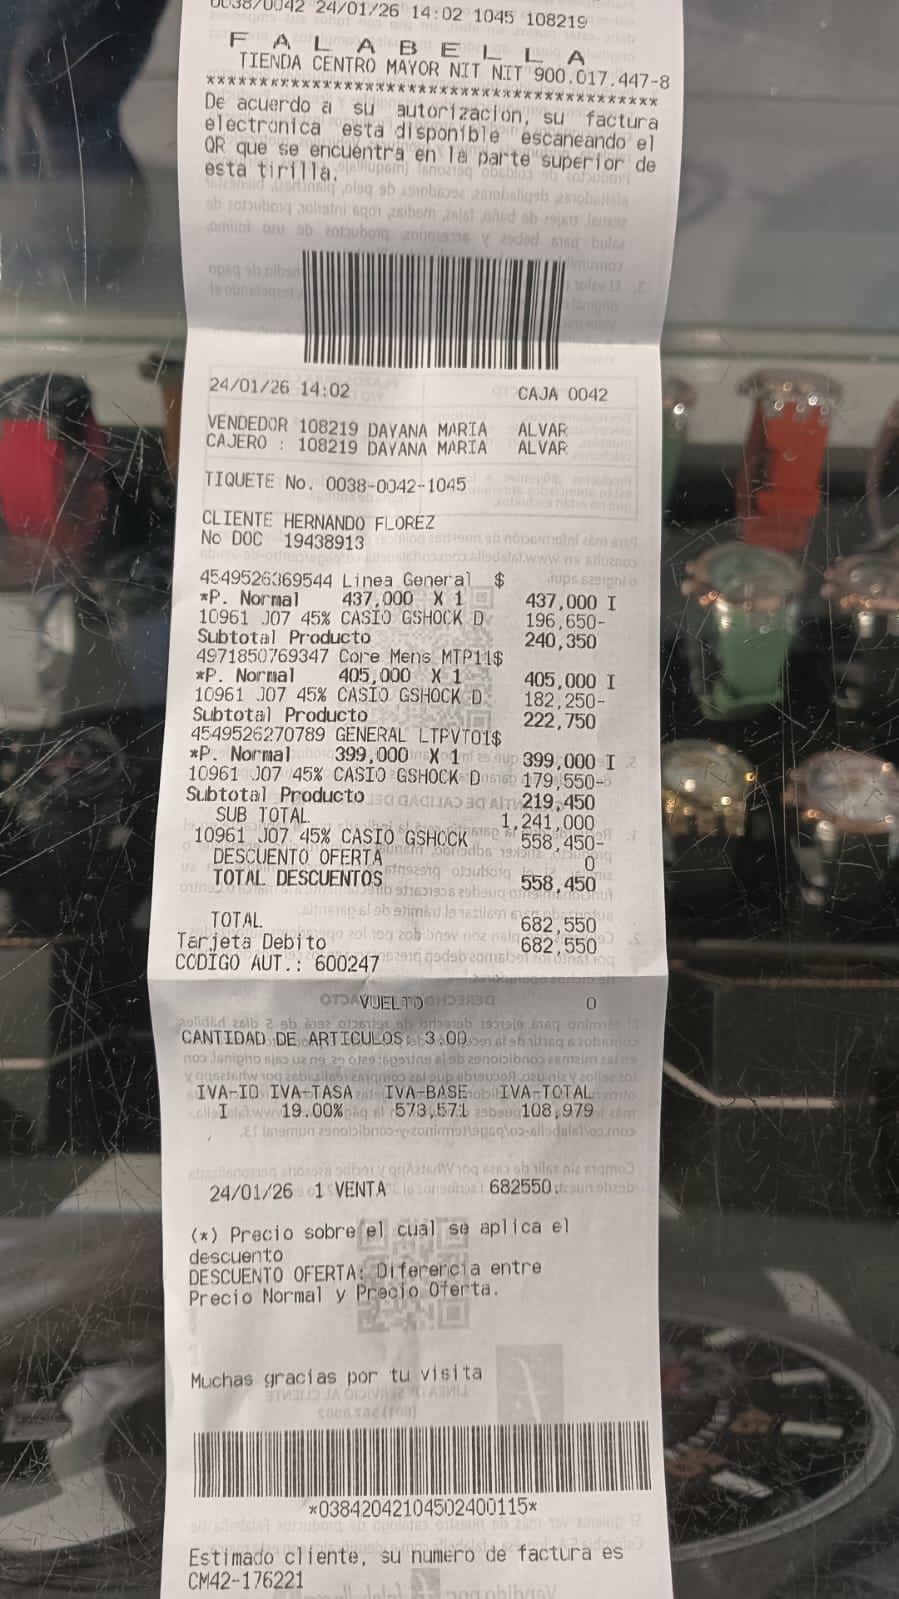 0038/0042 24/01/26 14:02 1045 108219
F A L A B E L L A
TIENDA CENTRO MAYOR NIT NIT 900.017.447-8
*******************************************
De acuerdo a su autorizacion, su factura
electronica esta disponible escaneando el
QR que se encuentra en la parte superior de
esta tirilla.
24/01/26 14:02 CAJA 0042
VENDEDOR 108219 DAYANA MARIA ALVAR
CAJERO : 108219 DAYANA MARIA ALVAR
TIQUETE No. 0038-0042-1045
CLIENTE HERNANDO FLOREZ
No DOC 19438913
4549526369544 Linea General $
*P. Normal 437,000 X 1 437,000 I
10961 J07 45% CASIO GSHOCK D 196,650-
Subtotal Producto 240,350
4971850769347 Core Mens MTP11$
*P. Normal 405,000 X 1 405,000 I
10961 J07 45% CASIO GSHOCK D 182,250-
Subtotal Producto 222,750
4549526270789 GENERAL LTPVT01$
*P. Normal 399,000 X 1 399,000 I
10961 J07 45% CASIO GSHOCK D 179,550-
Subtotal Producto 219,450
SUB TOTAL 1,241,000
10961 J07 45% CASIO GSHOCK 558,450-
DESCUENTO OFERTA 0
TOTAL DESCUENTOS 558,450
TOTAL 682,550
Tarjeta Debito 682,550
CODIGO AUT.: 600247
VUELTO 0
CANTIDAD DE ARTICULOS: 3.00
IVA-ID IVA-TASA IVA-BASE IVA-TOTAL
I 19.00% 573,571 108,979
24/01/26 1 VENTA 682550
(*) Precio sobre el cual se aplica el
descuento
DESCUENTO OFERTA: Diferencia entre
Precio Normal y Precio Oferta.
Muchas gracias por tu visita
*03842042104502400115*
Estimado cliente, su numero de factura es
CM42-176221